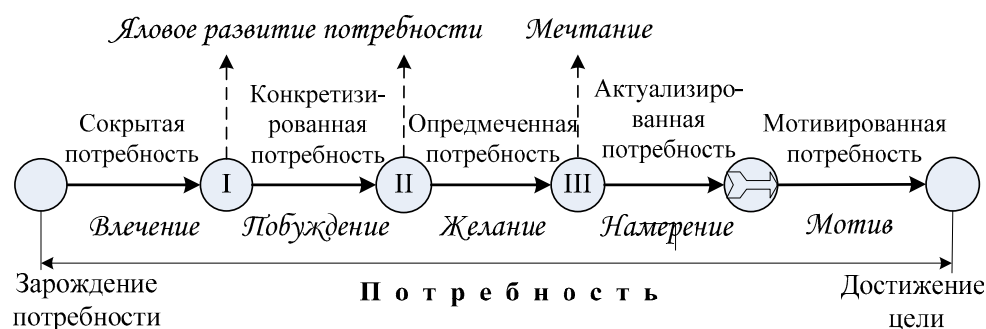 Яловое развитие потребности
Мечтание
Сокрытая
потребность
Конкретизи-
рованная
потребность
Опредмеченная
потребность
Актуализиро-
ванная
потребность
Мотивированная
потребность
I
II
III
Влечение
Побуждение
Желание
Намерение
Мотив
Зарождение
потребности
Потребность
Достижение
цели